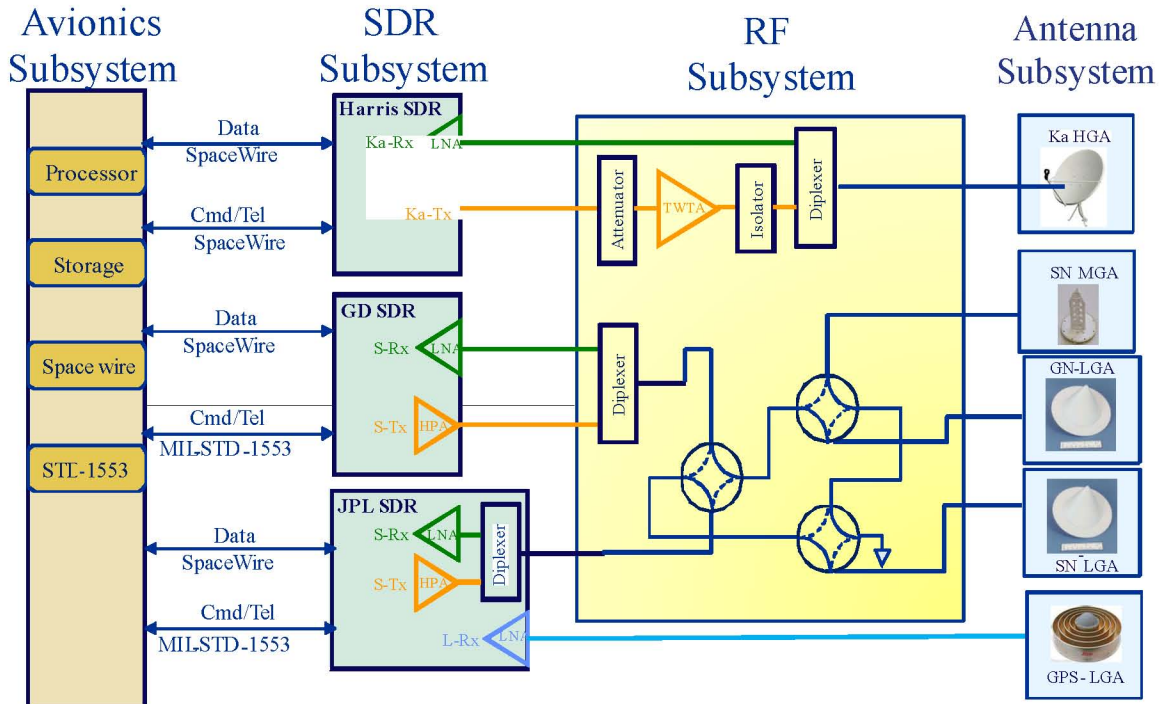 Avionics
Subsystem
SDR
Subsystem
RF
Subsystem
Antenna
Subsystem
Processor
Storage
Space wire
STD-1553
Data
SpaceWire
Cmd/Tel
SpaceWire
Data
SpaceWire
Cmd/Tel
MIL-STD-1553
Data
SpaceWire
Cmd/Tel
MIL-STD-1553
Harris SDR
Ka-Rx
LNA
Ka-Tx
GD SDR
S-Rx
LNA
S-Tx
HPA
JPL SDR
S-Rx
LNA
S-Tx
HPA
Diplexer
L-Rx
LNA
Attenuator
TWTA
Isolator
Diplexer
Diplexer
Ka HGA
SN MGA
GN-LGA
SN LGA
GPS-LGA